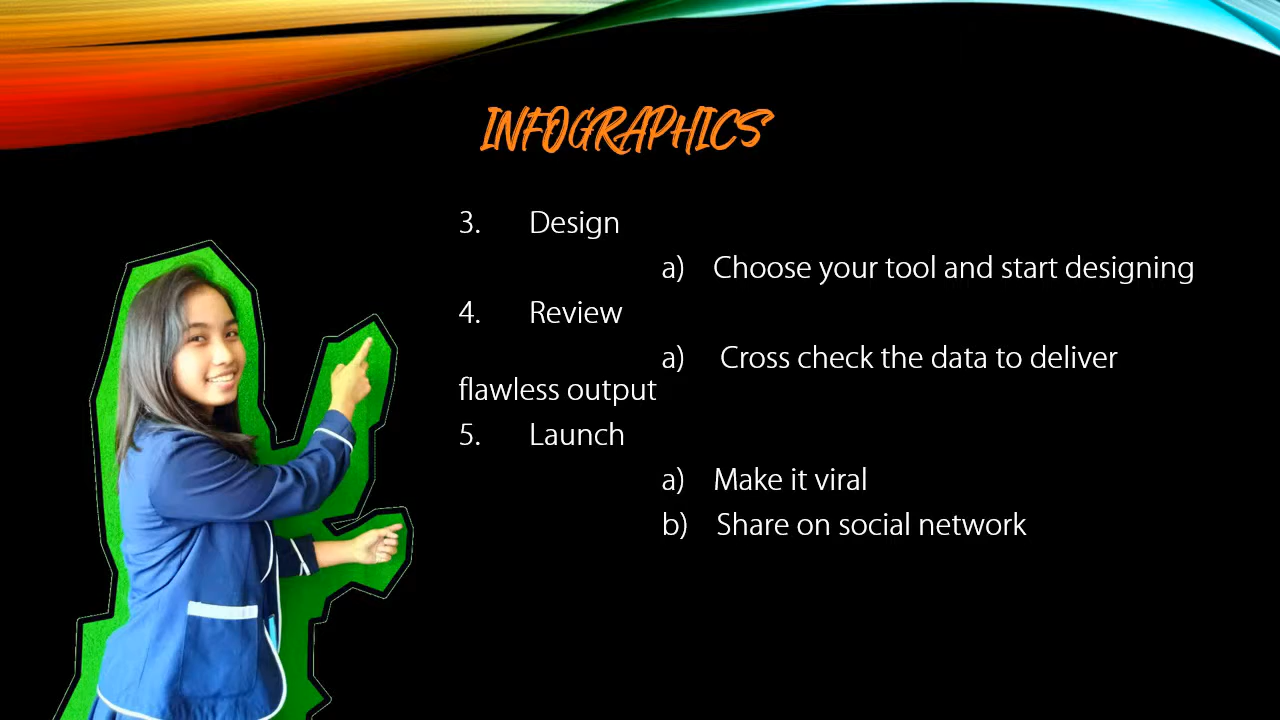 INFOGRAPHICS
3. Design
a) Choose your tool and start designing
4. Review
a) Cross check the data to deliver
flawless output
5. Launch
a) Make it viral
b) Share on social network